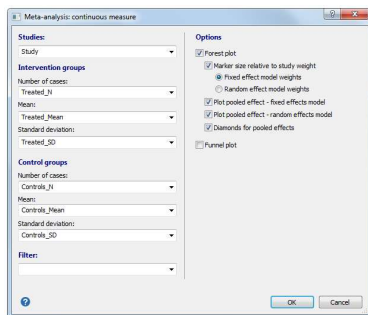 Meta-analysis: continuous measure
Studies:
Study
Intervention groups
Number of cases:
Treated_N
Mean:
Treated_Mean
Standard deviation:
Treated_SD
Control groups
Number of cases:
Controls_N
Mean:
Controls_Mean
Standard deviation:
Controls_SD
Filter:
Options
Forest plot
Marker size relative to study weight
Fixed effect model weights
Random effect model weights
Plot pooled effect - fixed effects model
Plot pooled effect - random effects model
Diamonds for pooled effects
Funnel plot
OK
Cancel